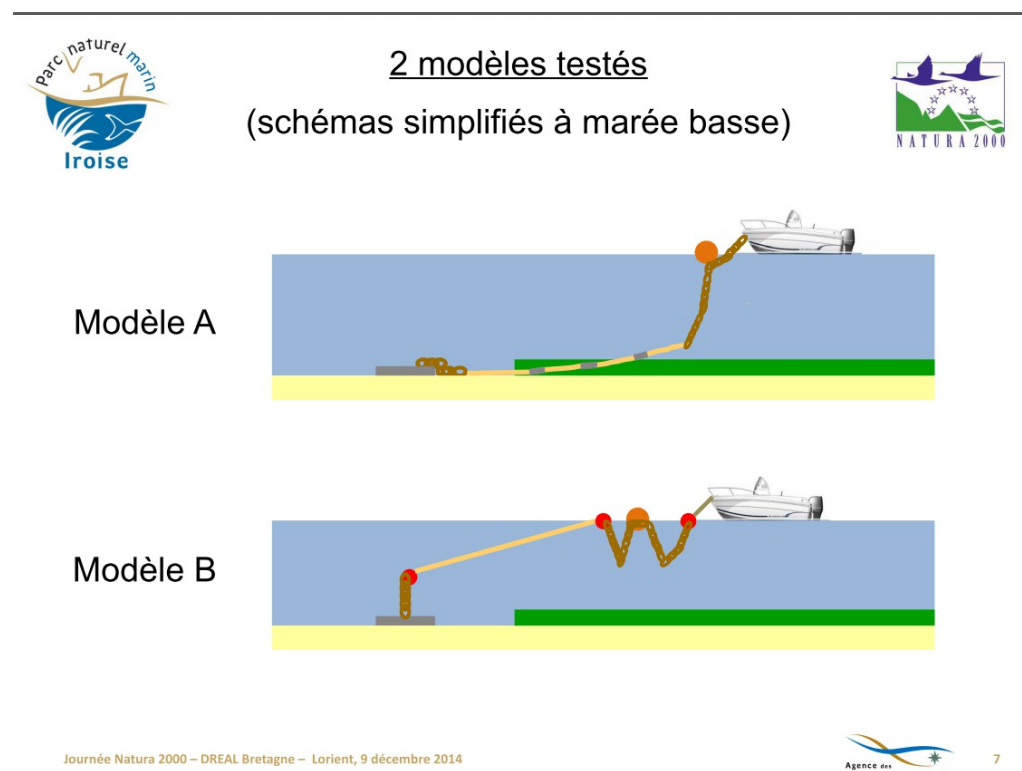 Parc naturel marin
Iroise
2 modèles testés
(schémas simplifiés à marée basse)
NATURA 2000
Modèle A
Modèle B
Journée Natura 2000 – DREAL Bretagne – Lorient, 9 décembre 2014
Agence des
7